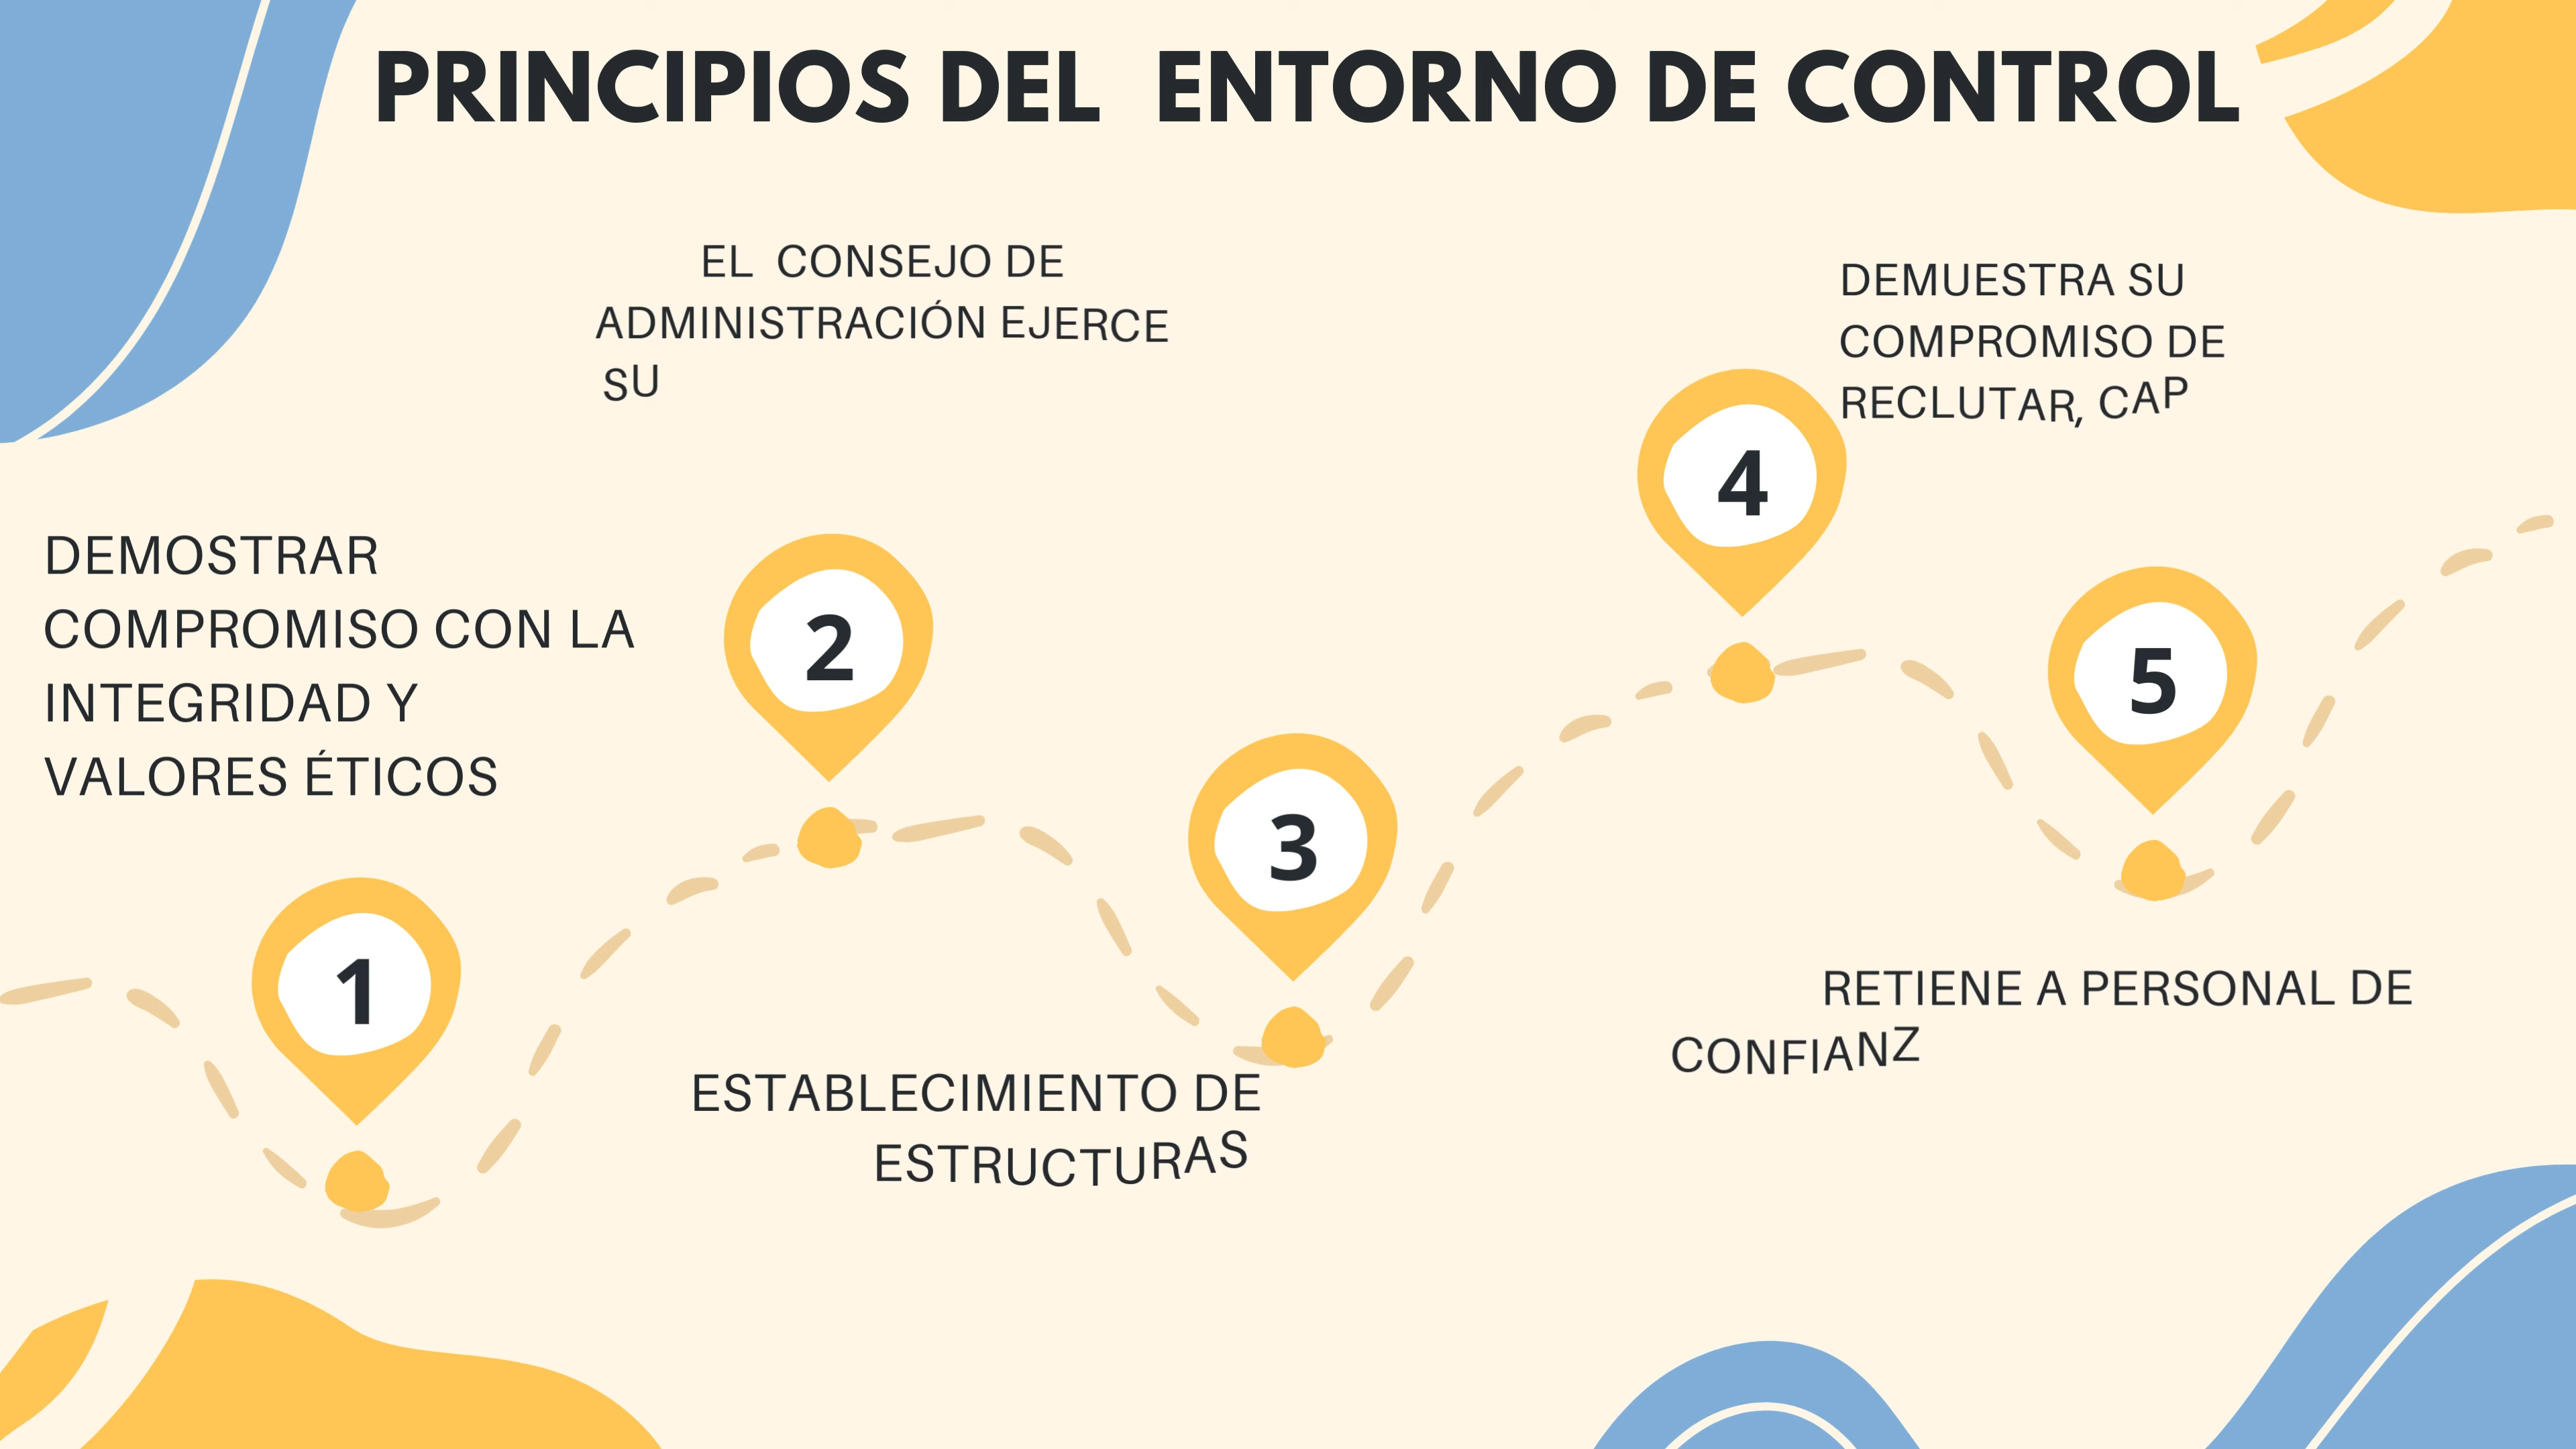 PRINCIPIOS DEL ENTORNO DE CONTROL
DEMOSTRAR
COMPROMISO CON LA
INTEGRIDAD Y
VALORES ÉTICOS
1
EL CONSEJO DE
ADMINISTRACIÓN EJERCE
SU
2
3
ESTABLECIMIENTO DE
ESTRUCTURAS
DEMUESTRA SU
COMPROMISO DE
RECLUTAR, CAP
4
5
RETIENE A PERSONAL DE
CONFIANZ